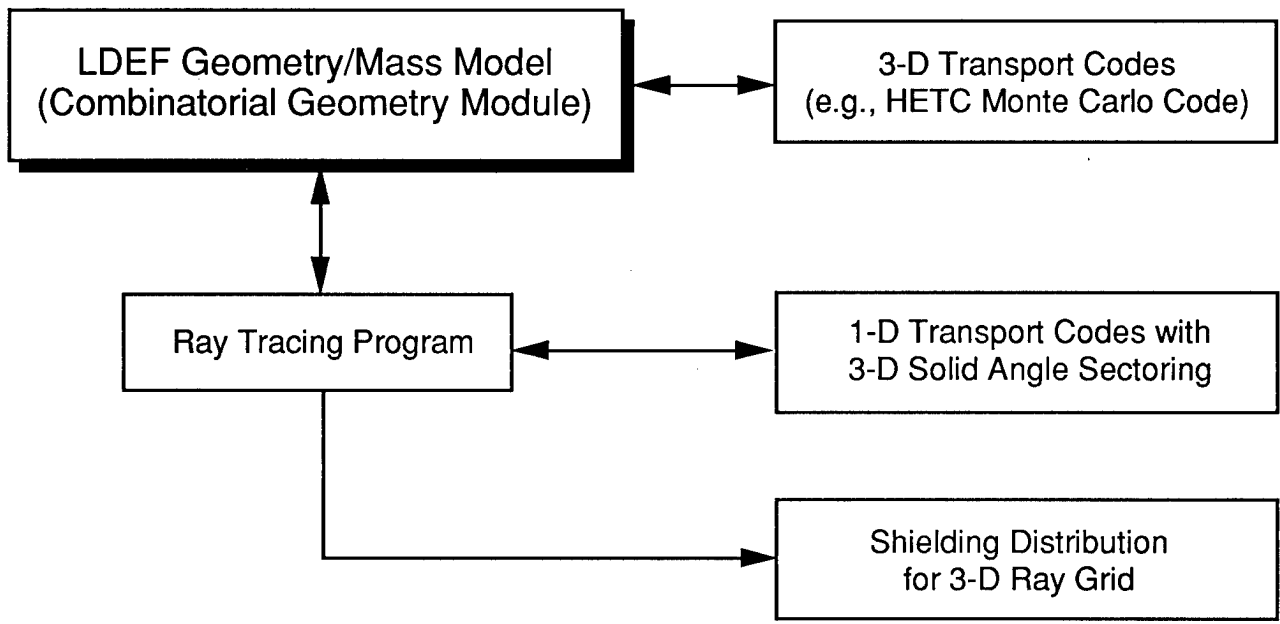 LDEF Geometry/Mass Model
(Combinatorial Geometry Module)
3-D Transport Codes
(e.g., HETC Monte Carlo Code)
Ray Tracing Program
1-D Transport Codes with
3-D Solid Angle Sectoring
Shielding Distribution
for 3-D Ray Grid